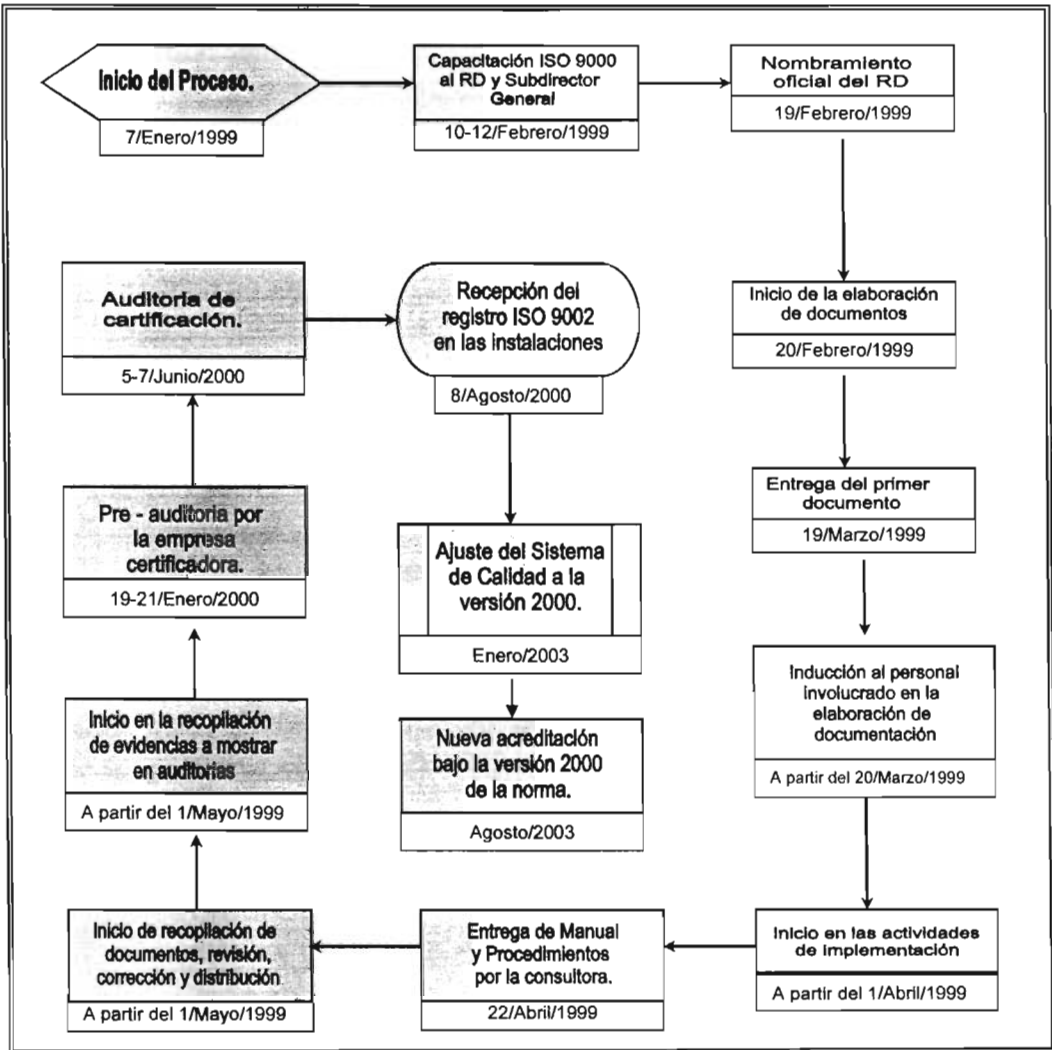 Inicio del Proceso.
7/Enero/1999
Capacitación ISO 9000
al RD y Subdirector
General
10-12/Febrero/1999
Nombramiento
oficial del RD
19/Febrero/1999
Inicio de la elaboración
de documentos
20/Febrero/1999
Entrega del primer
documento
19/Marzo/1999
Inducción al personal
involucrado en la
elaboración de
documentación
A partir del 20/Marzo/1999
Inicio en las actividades
de implementación
A partir del 1/Abril/1999
Entrega de Manual
y Procedimientos
por la consultora.
22/Abril/1999
Inicio de recopilación de
documentos, revisión,
corrección y distribución
A partir del 1/Mayo/1999
Inicio en la recopilación
de evidencias a mostrar
en auditorias
A partir del 1/Mayo/1999
Pre - auditoria por
la empresa
certificadora.
19-21/Enero/2000
Auditoria de
cartificación.
5-7/Junio/2000
Recepción del
registro ISO 9002
en las instalaciones
8/Agosto/2000
Ajuste del Sistema
de Calidad a la
versión 2000.
Enero/2003
Nueva acreditación
bajo la versión 2000
de la norma.
Agosto/2003